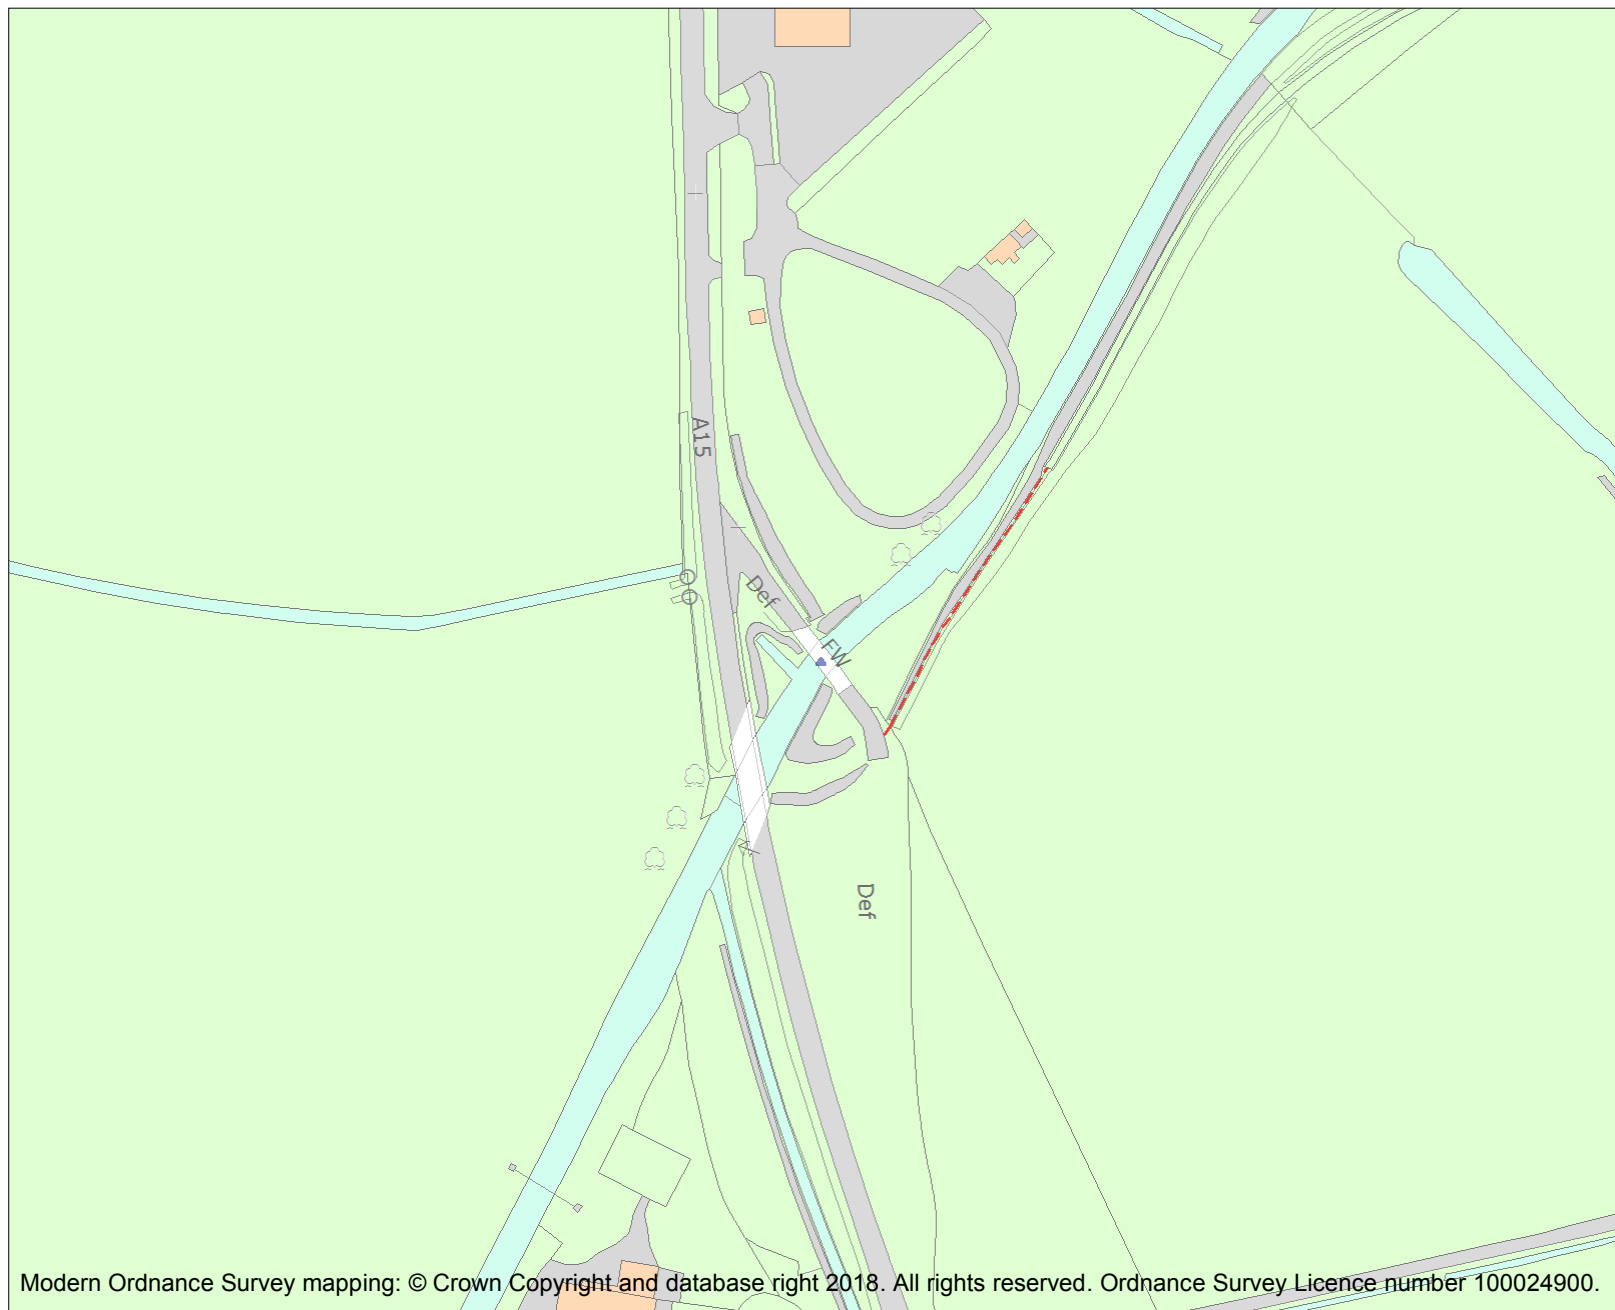 A15
Def
FW
Def
Modern Ordnance Survey mapping: © Crown Copyright and database right 2018. All rights reserved. Ordnance Survey Licence number 100024900.